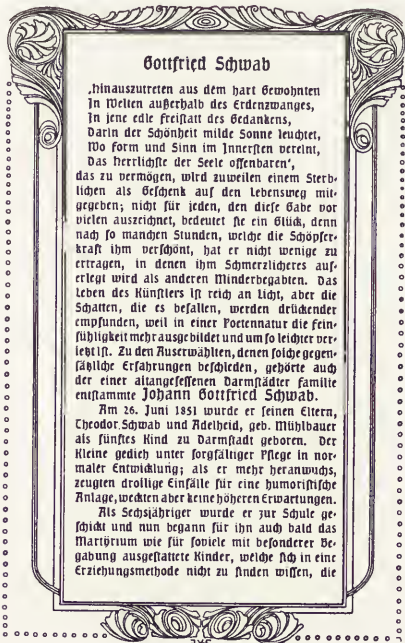 Gottfried Schwab
„Hinauszutreten aus dem hart Gewohnten
In Welten außerhalb des Erdenzwanges,
In jene edle Freistatt des Gedankens,
Darin der Schönheit milde Sonne leuchtet,
Wo Form und Sinn im Innersten vereint,
Das Herrlichste der Seele offenbaren‘,
das zu vermögen, wird zuweilen einem Sterb-
lichen als Geschenk auf den Lebensweg mit-
gegeben; nicht für jeden, den diese Gabe vor
vielen auszeichnet, bedeutet sie ein Glück, denn
nach so manchen Stunden, welche die Schöpfer-
kraft ihm verschönt, hat er nicht wenige zu
ertragen, in denen ihm Schmerzlicheres auf-
erlegt wird als anderen Minderbegabten. Das
Leben des Künstlers ist reich an Licht, aber die
Schatten, die es befallen, werden drückender
empfunden, weil in einer Poetennatur die Fein-
fühligkeit mehr ausgebildet und um so leichter ver-
letzt ist. Zu den Auserwählten, denen solche gegen-
sätzliche Erfahrungen beschieden, gehörte auch
der einer altangesessenen Darmstädter Familie
entstammte Johann Gottfried Schwab.
Am 26. Juni 1851 wurde er seinen Eltern,
Theodor Schwab und Adelheid, geb. Mühlbauer
als fünftes Kind zu Darmstadt geboren. Der
Kleine gedieh unter sorgfältiger Pflege in nor-
maler Entwicklung; als er mehr heranwuchs,
zeugten drollige Einfälle für eine humoristische
Anlage, weckten aber keine höheren Erwartungen.
Als Sechsjähriger wurde er zur Schule ge-
schickt und nun begann für ihn auch bald das
Martörium wie für soviele mit besonderer Be-
gabung ausgestattete Kinder, welche sich in eine
Erziehungsmethode nicht zu finden wissen, die